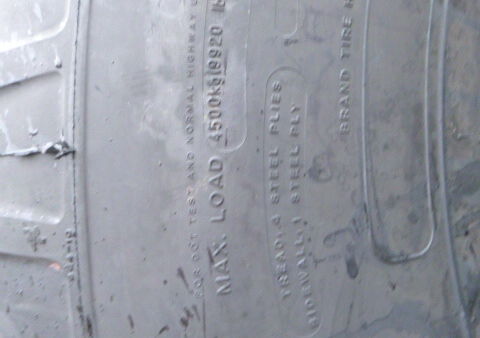 FOR DOT TEST AND NORMAL HIGHWAY
MAX. LOAD 4500kg(9920 lb
TREAD, 4 STEEL PLIES
SIDEWALL, 1 STEEL PLY
BRAND TIRE